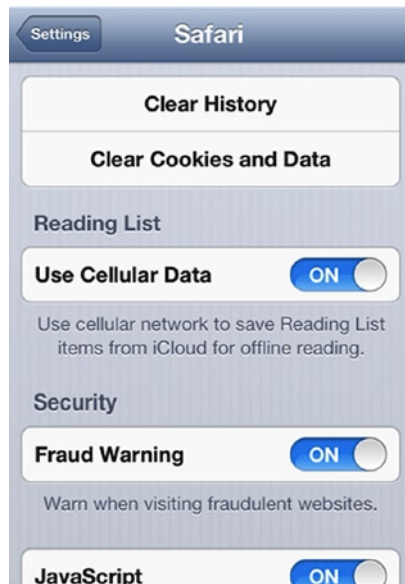 Settings
Safari
Clear History
Clear Cookies and Data
Reading List
Use Cellular Data
ON
Use cellular network to save Reading List
items from iCloud for offline reading.
Security
Fraud Warning
ON
Warn when visiting fraudulent websites.
JavaScript
ON